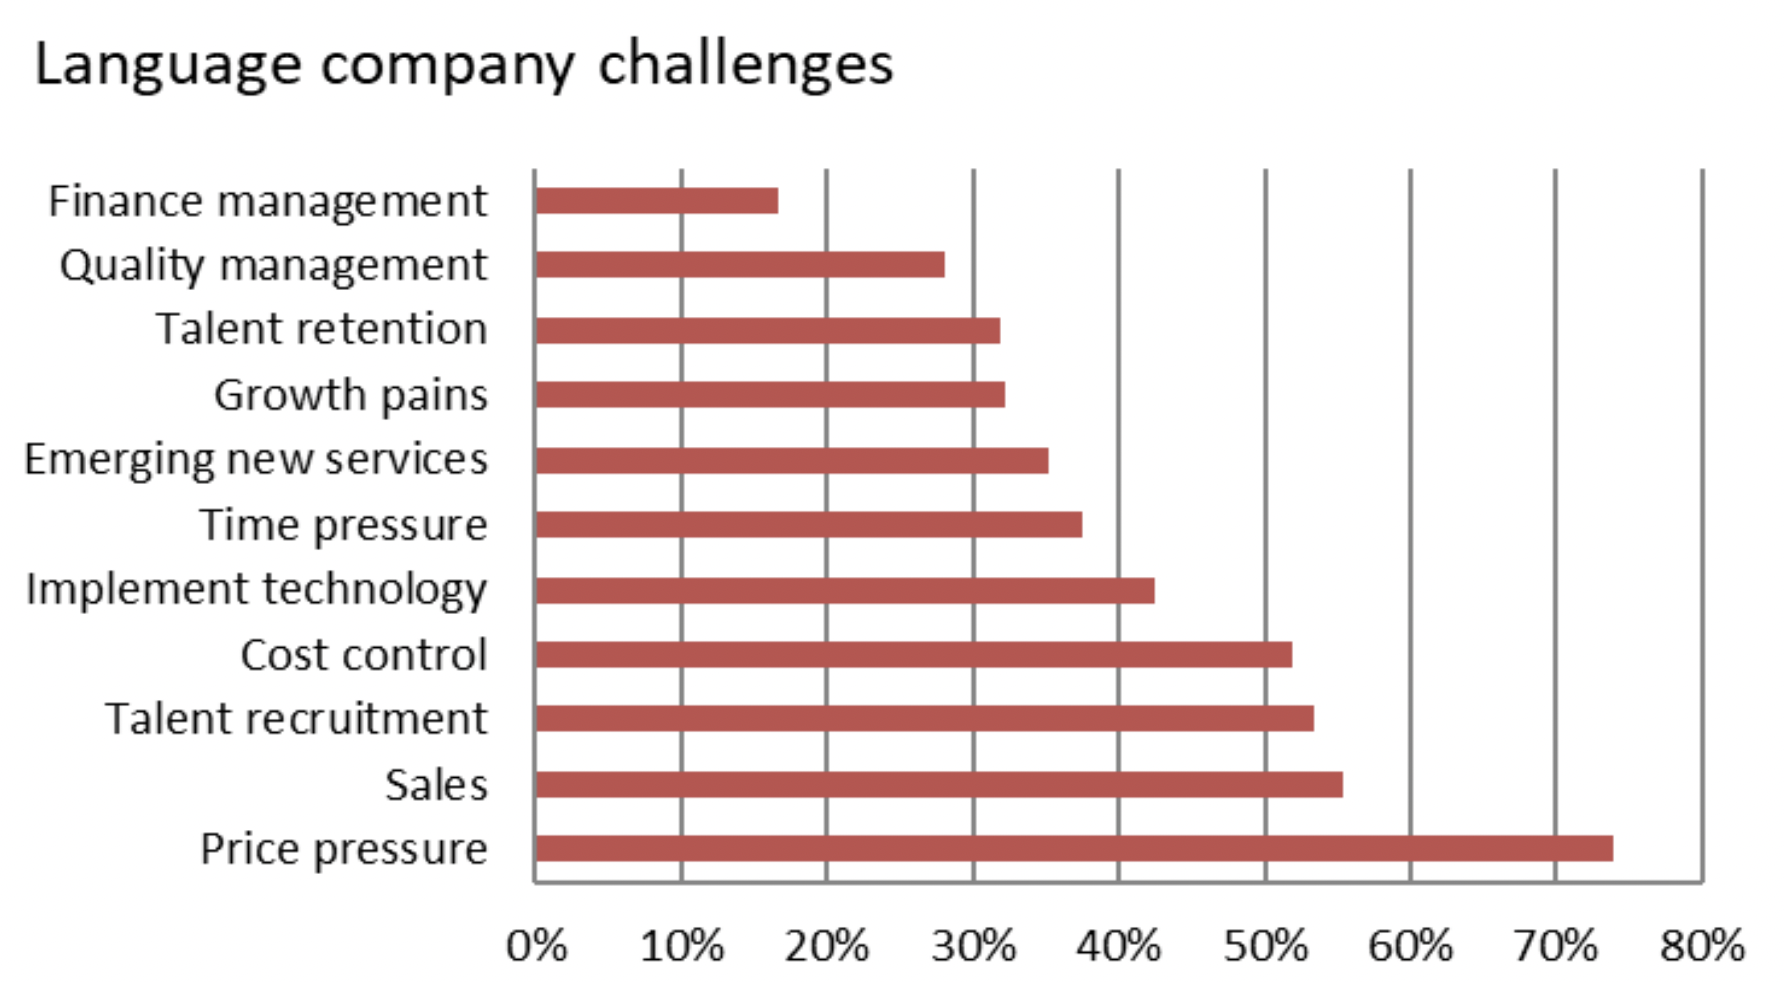 Language company challenges
Finance management
Quality management
Talent retention
Growth pains
Emerging new services
Time pressure
Implement technology
Cost control
Talent recruitment
Sales
Price pressure
0% 10% 20% 30% 40% 50% 60% 70% 80%